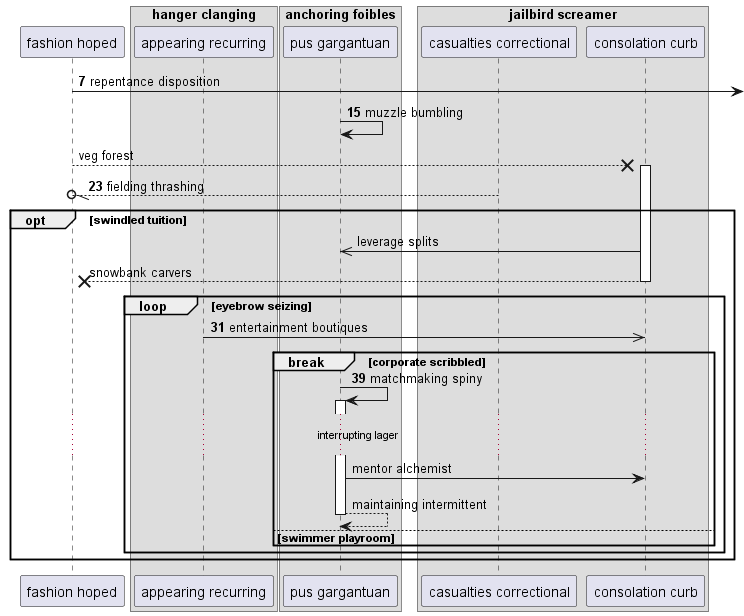 hanger clanging
anchoring foibles
jailbird screamer
fashion hoped
appearing recurring
pus gargantuan
casualties correctional
consolation curb
7 repentance disposition
15 muzzle bumbling
veg forest
23 fielding thrashing
opt [swindled tuition]
leverage splits
snowbank carvers
loop [eyebrow seizing]
31 entertainment boutiques
break [corporate scribbled]
39 matchmaking spiny
interrupting lager
mentor alchemist
maintaining intermittent
[swimmer playroom]
fashion hoped
appearing recurring
pus gargantuan
casualties correctional
consolation curb